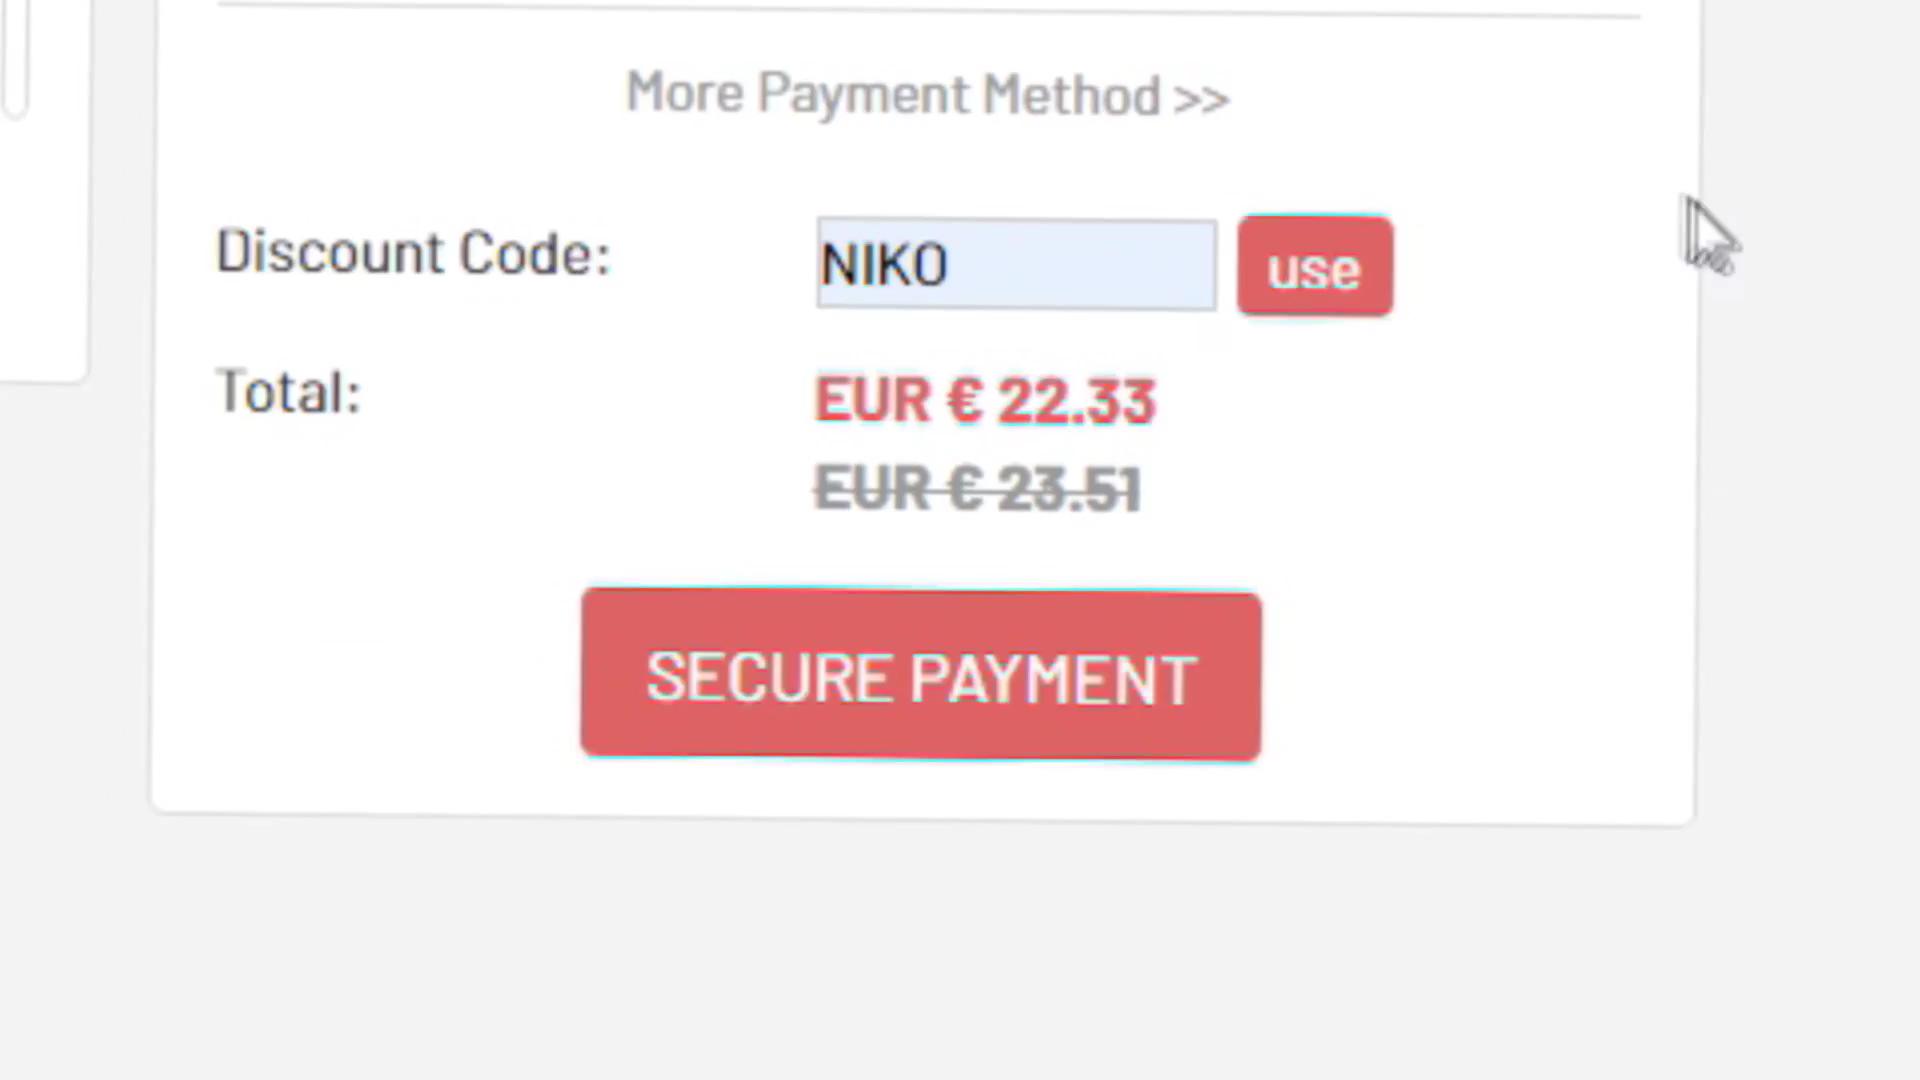 More Payment Method >>
Discount Code: NIKO use
Total: EUR € 22.33
EUR € 23.51
SECURE PAYMENT